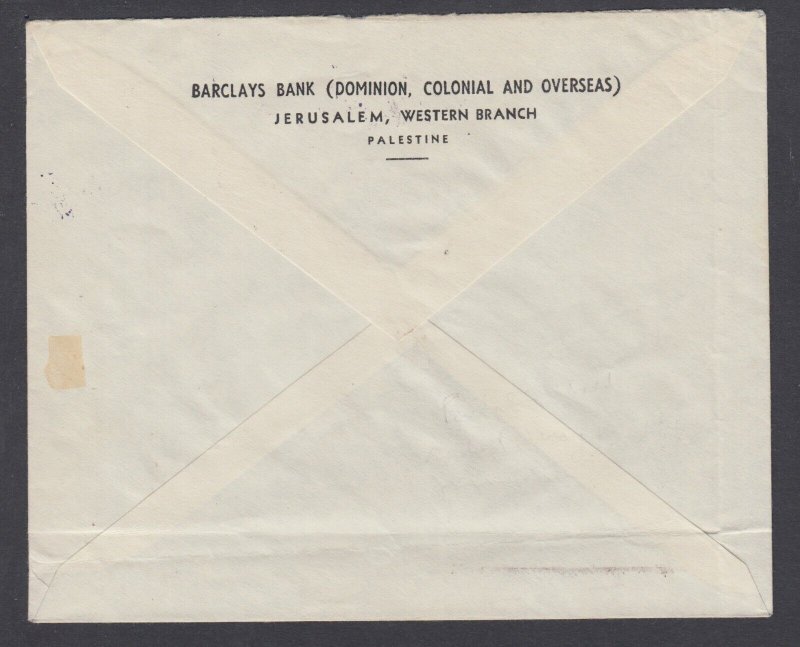 BARCLAYS BANK (DOMINION, COLONIAL AND OVERSEAS)
JERUSALEM, WESTERN BRANCH
PALESTINE